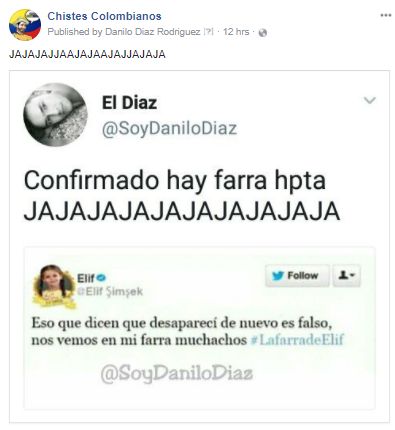 Chistes Colombianos
Published by Danilo Diaz Rodriguez [?] · 12 hrs ·
JAJAJAJJAAJAJAAJAJJAJAJA
El Diaz
@SoyDaniloDiaz
Confirmado hay farra hpta
JAJAJAJAJAJAJAJAJAJA
Elif
@Elif Şimşek
Follow
Eso que dicen que desaparecí de nuevo es falso,
nos vemos en mi farra muchachos #LafarradeElif
@SoyDaniloDiaz